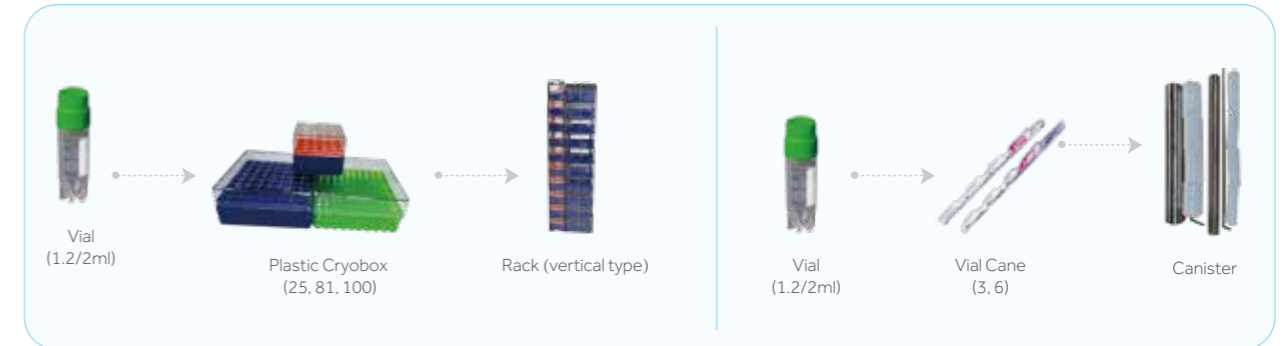 Vial
(1.2/2ml)
Plastic Cryobox
(25, 81, 100)
Rack (vertical type)
Vial
(1.2/2ml)
Vial Cane
(3, 6)
Canister